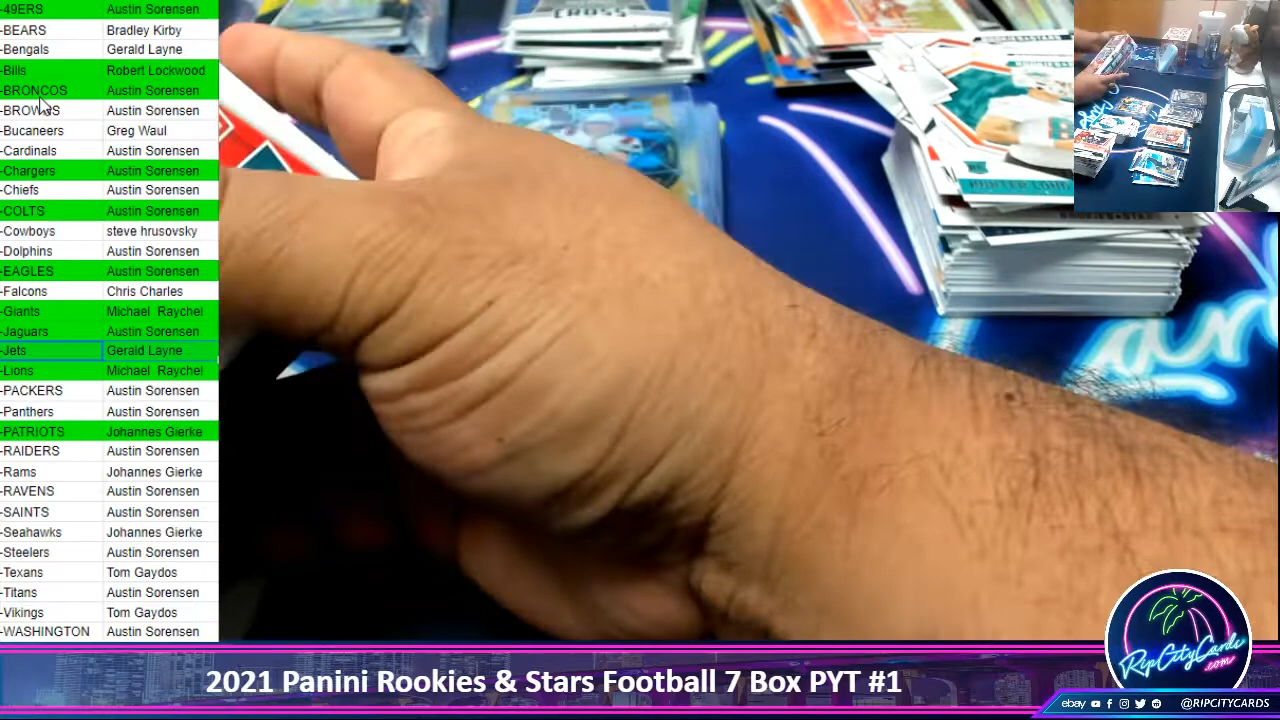 -49ERS Austin Sorensen
-BEARS Bradley Kirby
-Bengals Gerald Layne
-Bills Robert Lockwood
-BRONCOS Austin Sorensen
-BROWNS Austin Sorensen
-Bucaneers Greg Waul
-Cardinals Austin Sorensen
-Chargers Austin Sorensen
-Chiefs Austin Sorensen
-COLTS Austin Sorensen
-Cowboys steve hrusovsky
-Dolphins Austin Sorensen
-EAGLES Austin Sorensen
-Falcons Chris Charles
-Giants Michael Raychel
-Jaguars Austin Sorensen
-Jets Gerald Layne
-Lions Michael Raychel
-PACKERS Austin Sorensen
-Panthers Austin Sorensen
-PATRIOTS Johannes Gierke
-RAIDERS Austin Sorensen
-Rams Johannes Gierke
-RAVENS Austin Sorensen
-SAINTS Austin Sorensen
-Seahawks Johannes Gierke
-Steelers Austin Sorensen
-Texans Tom Gaydos
-Titans Austin Sorensen
-Vikings Tom Gaydos
-WASHINGTON Austin Sorensen
CROSS
HUNTER LONG
2021 Panini Rookies & Stars Football 7 Box PYT #1
RipCityCards
.com
ebay @RIPCITYCARDS